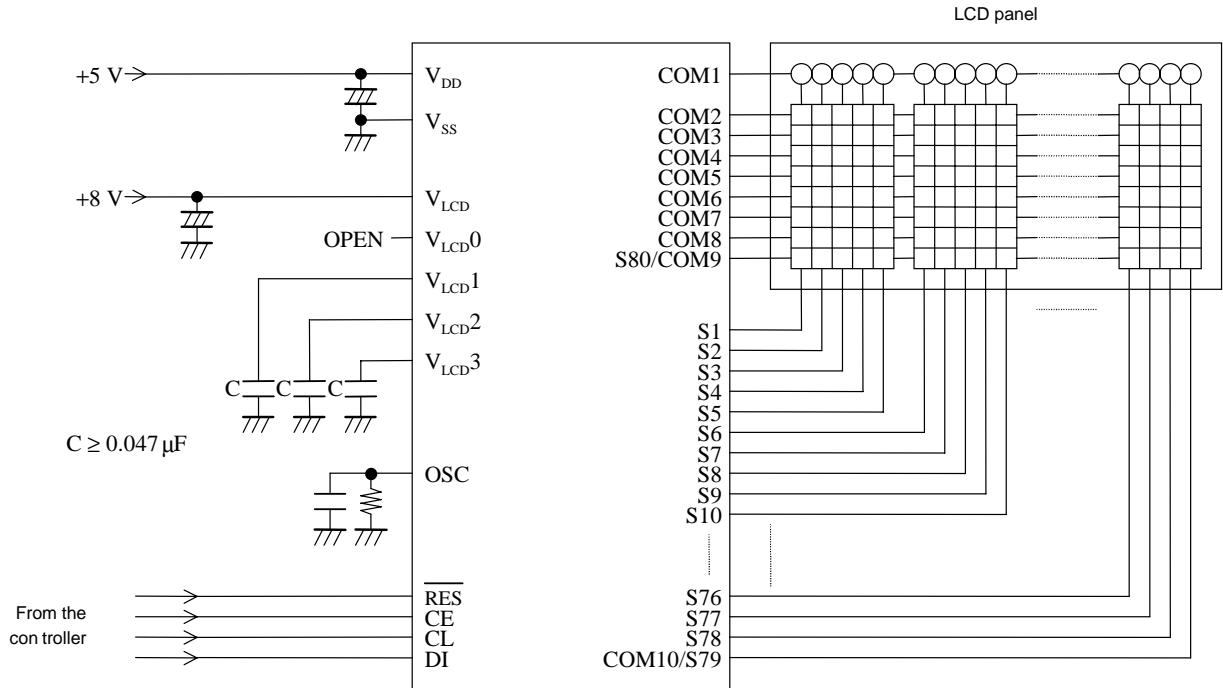 LCD panel
+5 V
VDD
COM1
VSS
COM2
COM3
COM4
COM5
+8 V
VLCD
COM6
COM7
OPEN
VLCD0
COM8
S80/COM9
VLCD1
VLCD2
S1
S2
VLCD3
S3
C
C
C
S4
S5
S6
C ≥ 0.047 μF
S7
OSC
S8
S9
S10
From the
con troller
RES
S76
CE
S77
CL
S78
DI
COM10/S79